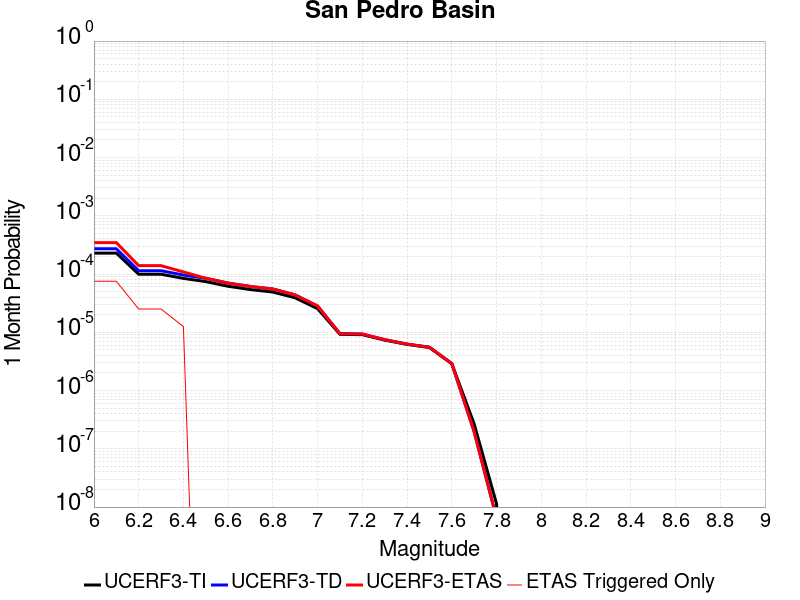 San Pedro Basin
10^0
10^-1
10^-2
10^-3
10^-4
10^-5
10^-6
10^-7
10^-8
1 Month Probability
6 6.2 6.4 6.6 6.8 7 7.2 7.4 7.6 7.8 8 8.2 8.4 8.6 8.8 9
Magnitude
UCERF3-TI UCERF3-TD UCERF3-ETAS ETAS Triggered Only